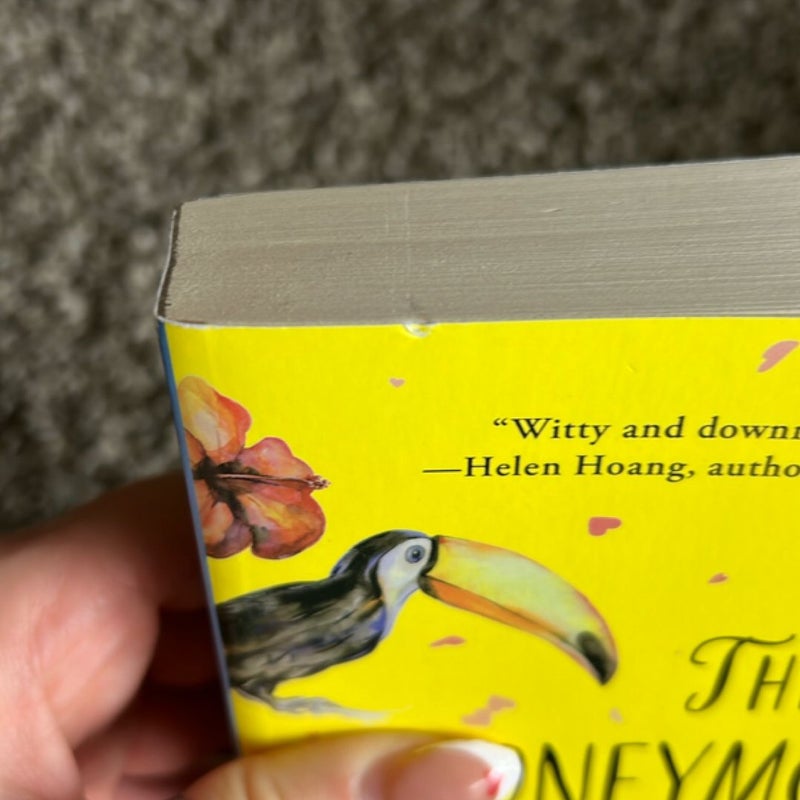 “Witty and down
—Helen Hoang, autho
TH
NEYM